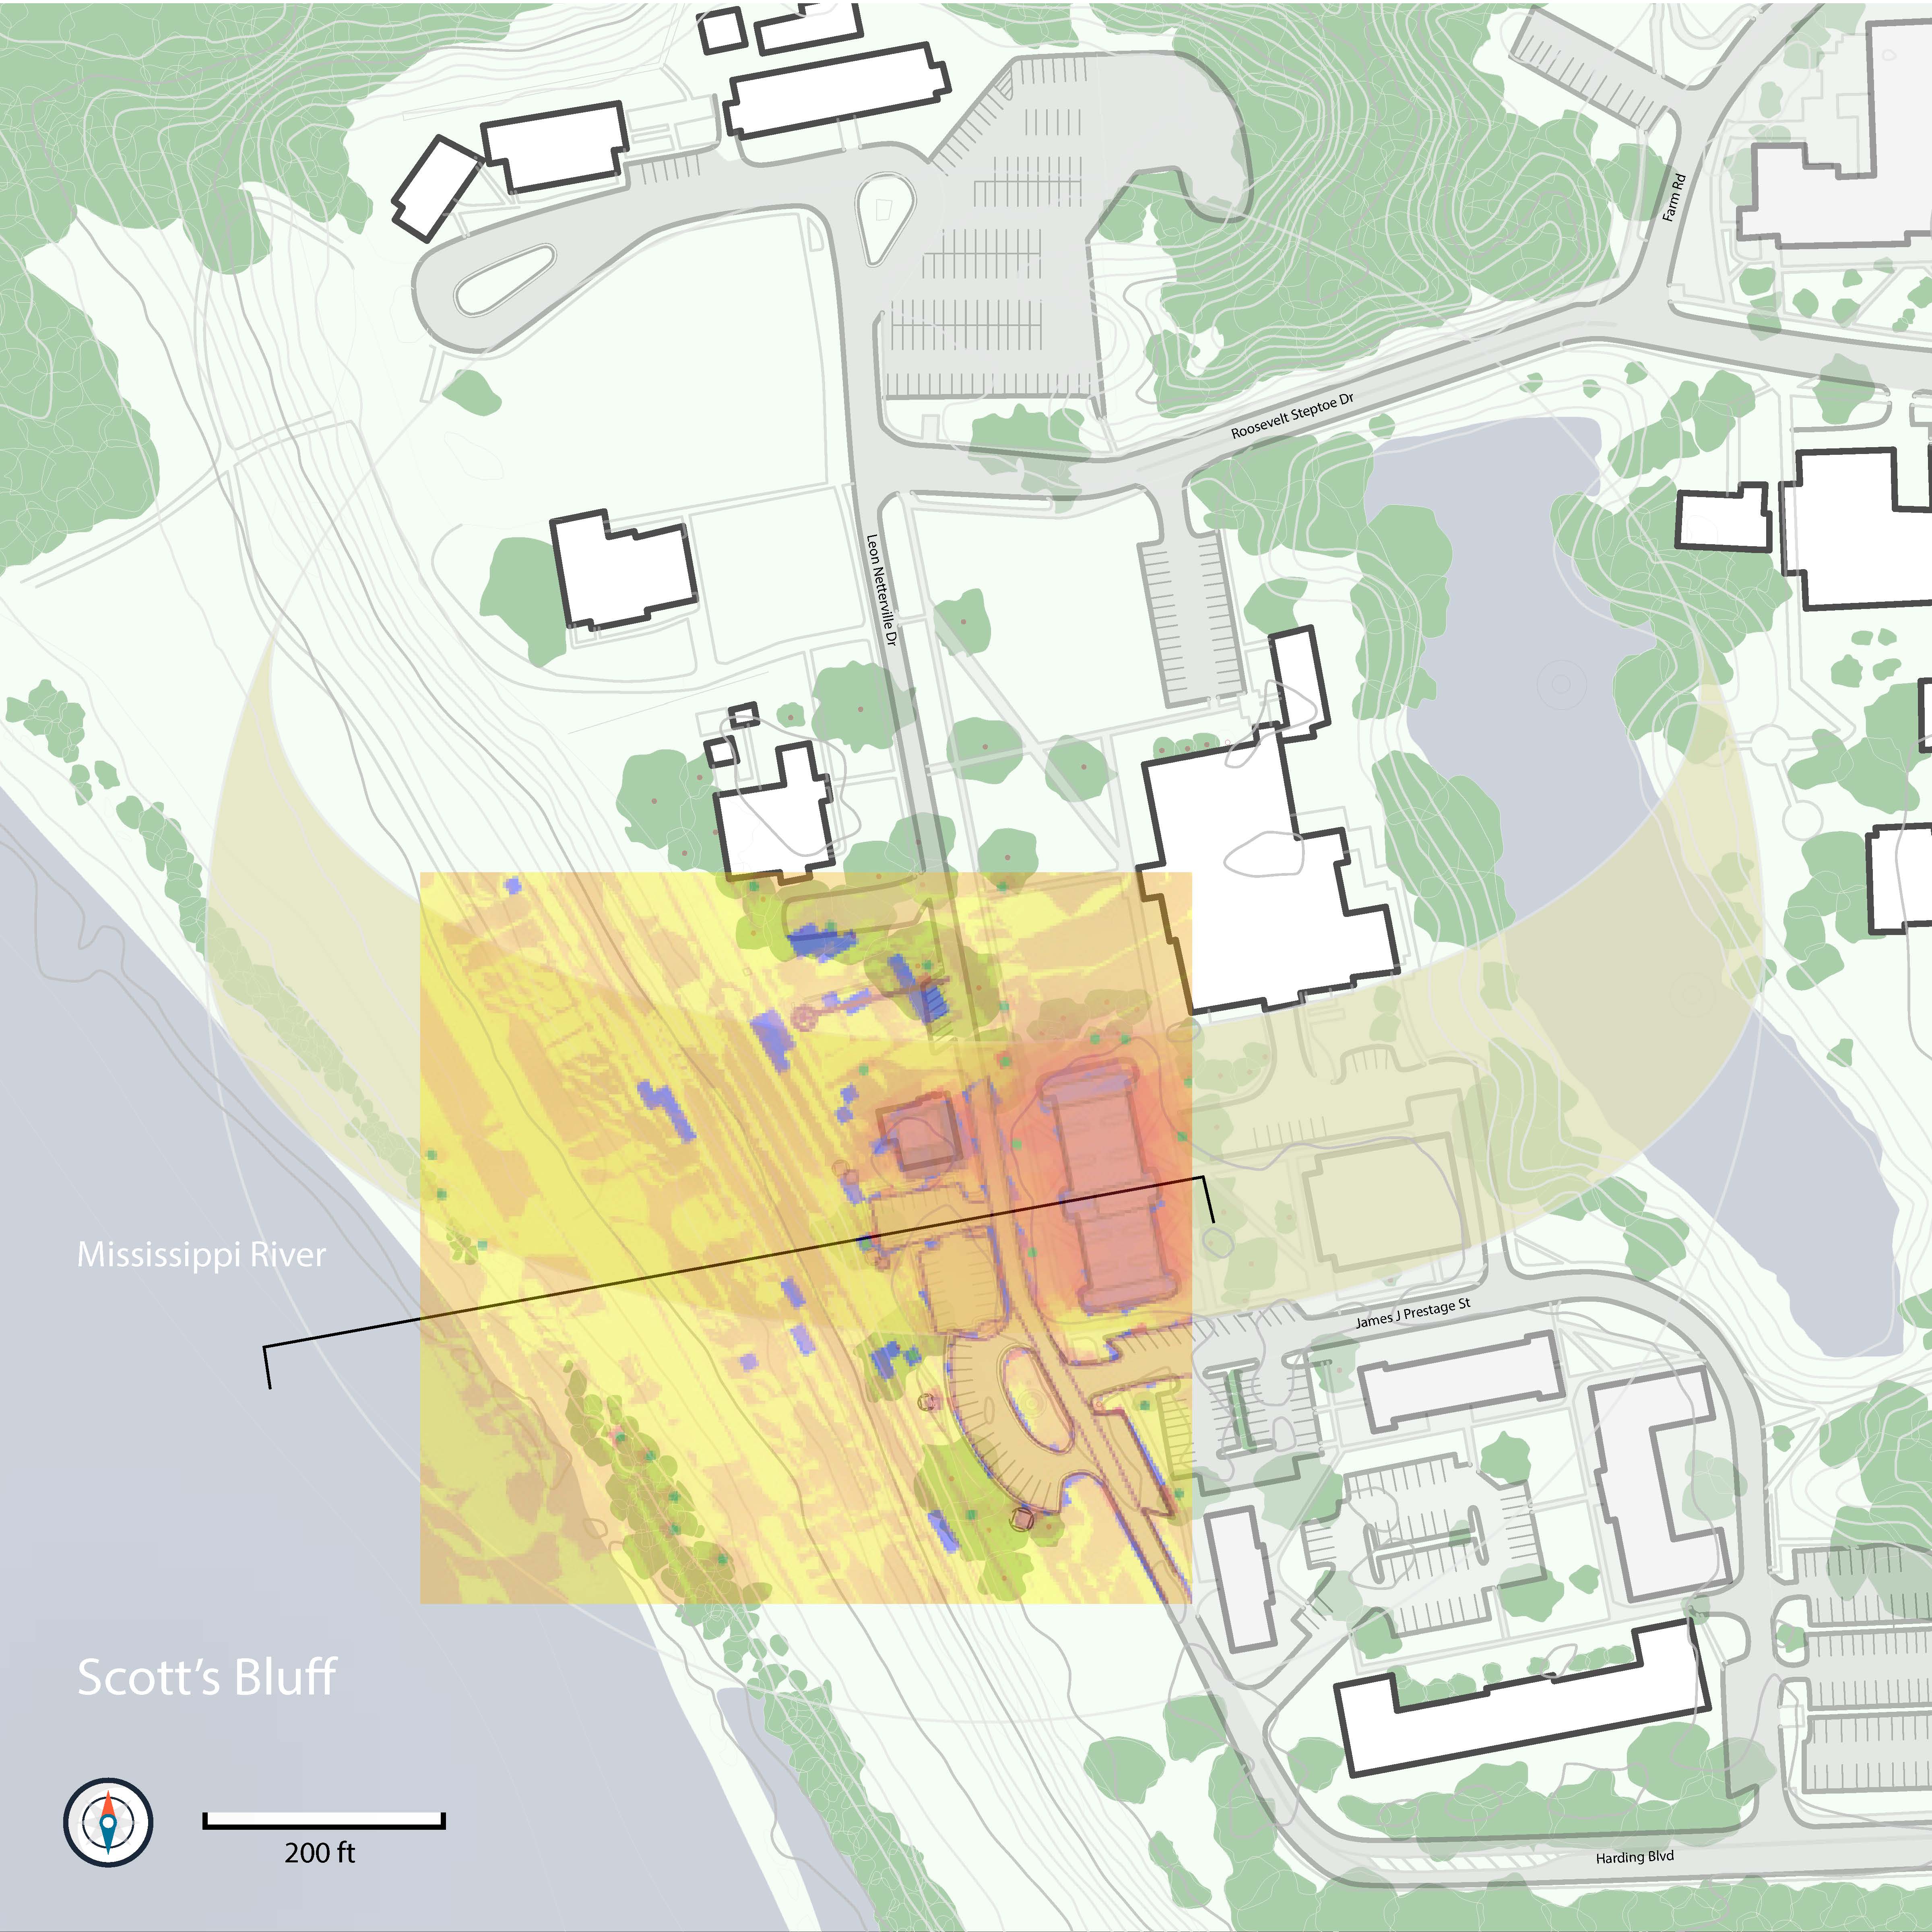 Farm Rd
Roosevelt Steptoe Dr
Leon Netterville Dr
Mississippi River
James J Prestage St
Scott's Bluff
200 ft
Harding Blvd